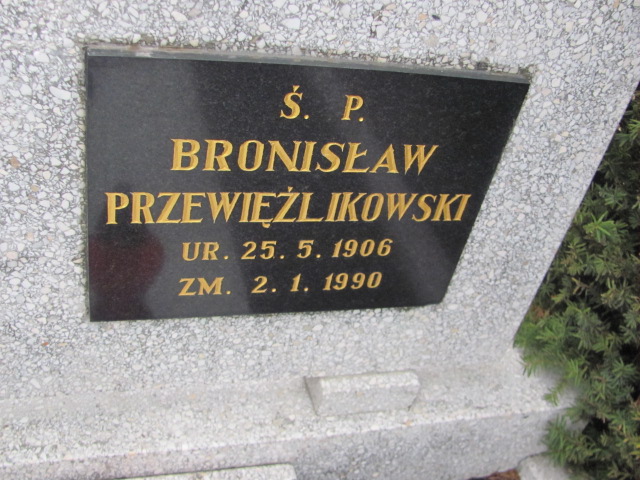 Ś. P.
BRONISŁAW
PRZEWIĘŹLIKOWSKI
UR. 25. 5. 1906
ZM. 2. 1. 1990